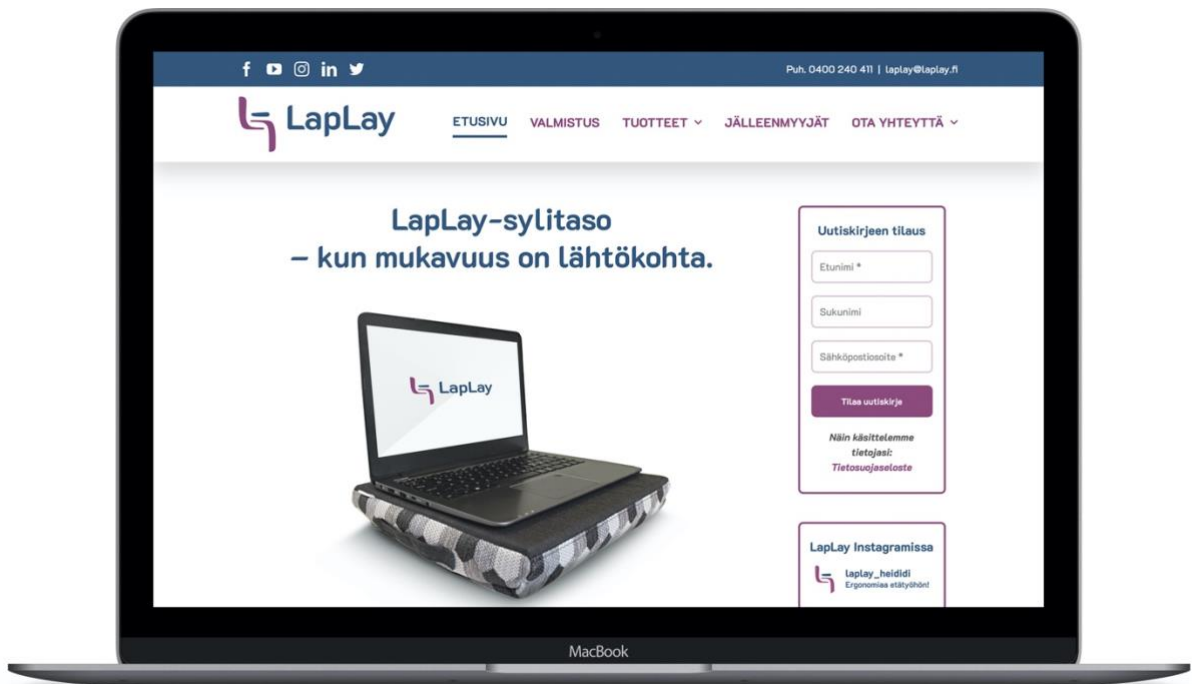 Puh. 0400 240 411 | laplay@laplay.fi
LapLay
ETUSIVU VALMISTUS TUOTTEET JÄLLEENMYYJÄT OTA YHTEYTTÄ
LapLay-sylitaso
– kun mukavuus on lähtökohta.
LapLay
Uutiskirjeen tilaus
Etunimi *
Sukunimi
Sähköpostiosoite *
Tilaa uutiskirje
Näin käsittelemme
tietojasi:
Tietosuojaseloste
LapLay Instagramissa
laplay_heididi
Ergonomiaa etätyöhön!
MacBook